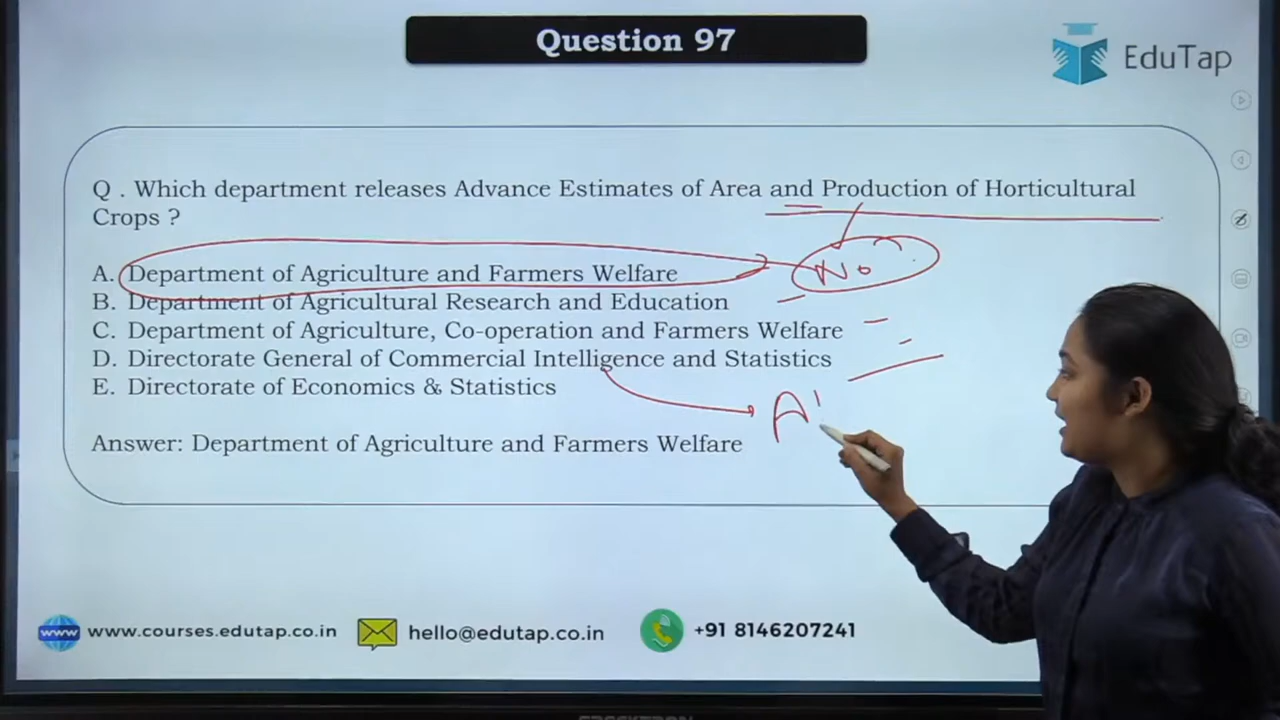 Question 97
EduTap
Q . Which department releases Advance Estimates of Area and Production of Horticultural
Crops ?
A. Department of Agriculture and Farmers Welfare
No
B. Department of Agricultural Research and Education
C. Department of Agriculture, Co-operation and Farmers Welfare
D. Directorate General of Commercial Intelligence and Statistics
E. Directorate of Economics & Statistics
A'
Answer: Department of Agriculture and Farmers Welfare
www
www.courses.edutap.co.in
hello@edutap.co.in
+91 8146207241